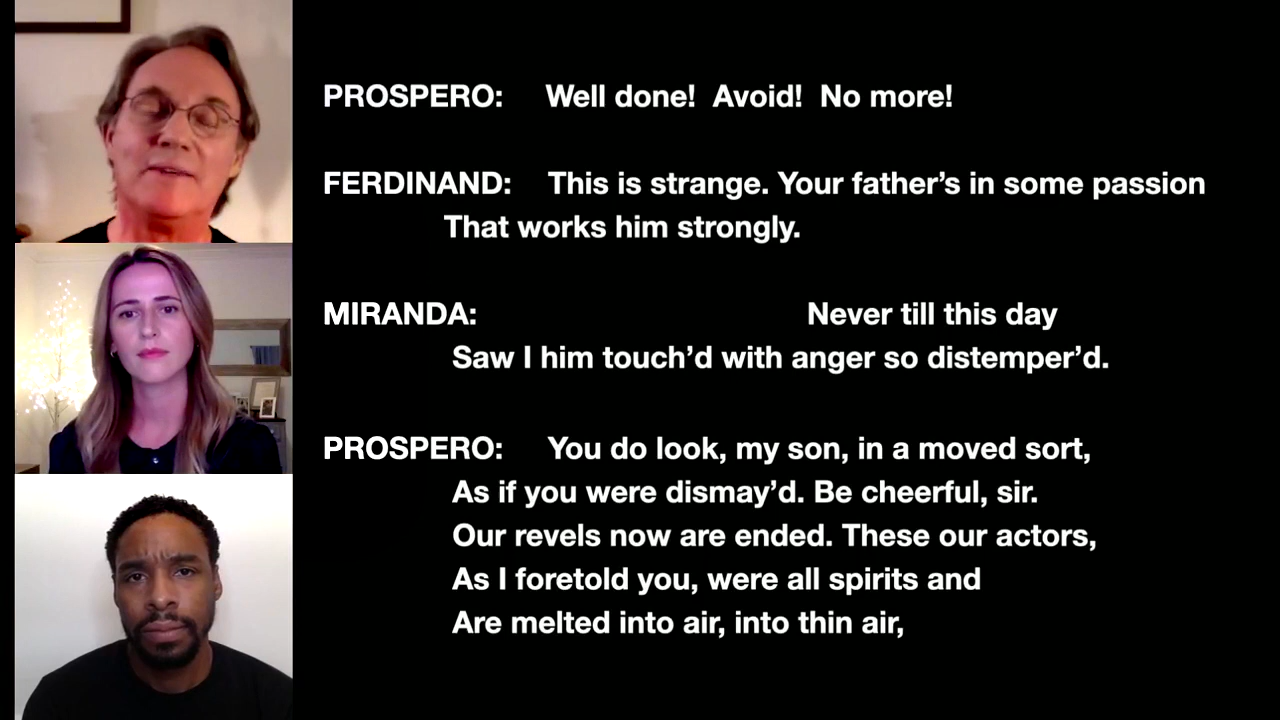 PROSPERO: Well done! Avoid! No more!
FERDINAND: This is strange. Your father’s in some passion
That works him strongly.
MIRANDA: Never till this day
Saw I him touch’d with anger so distemper’d.
PROSPERO: You do look, my son, in a moved sort,
As if you were dismay’d. Be cheerful, sir.
Our revels now are ended. These our actors,
As I foretold you, were all spirits and
Are melted into air, into thin air,